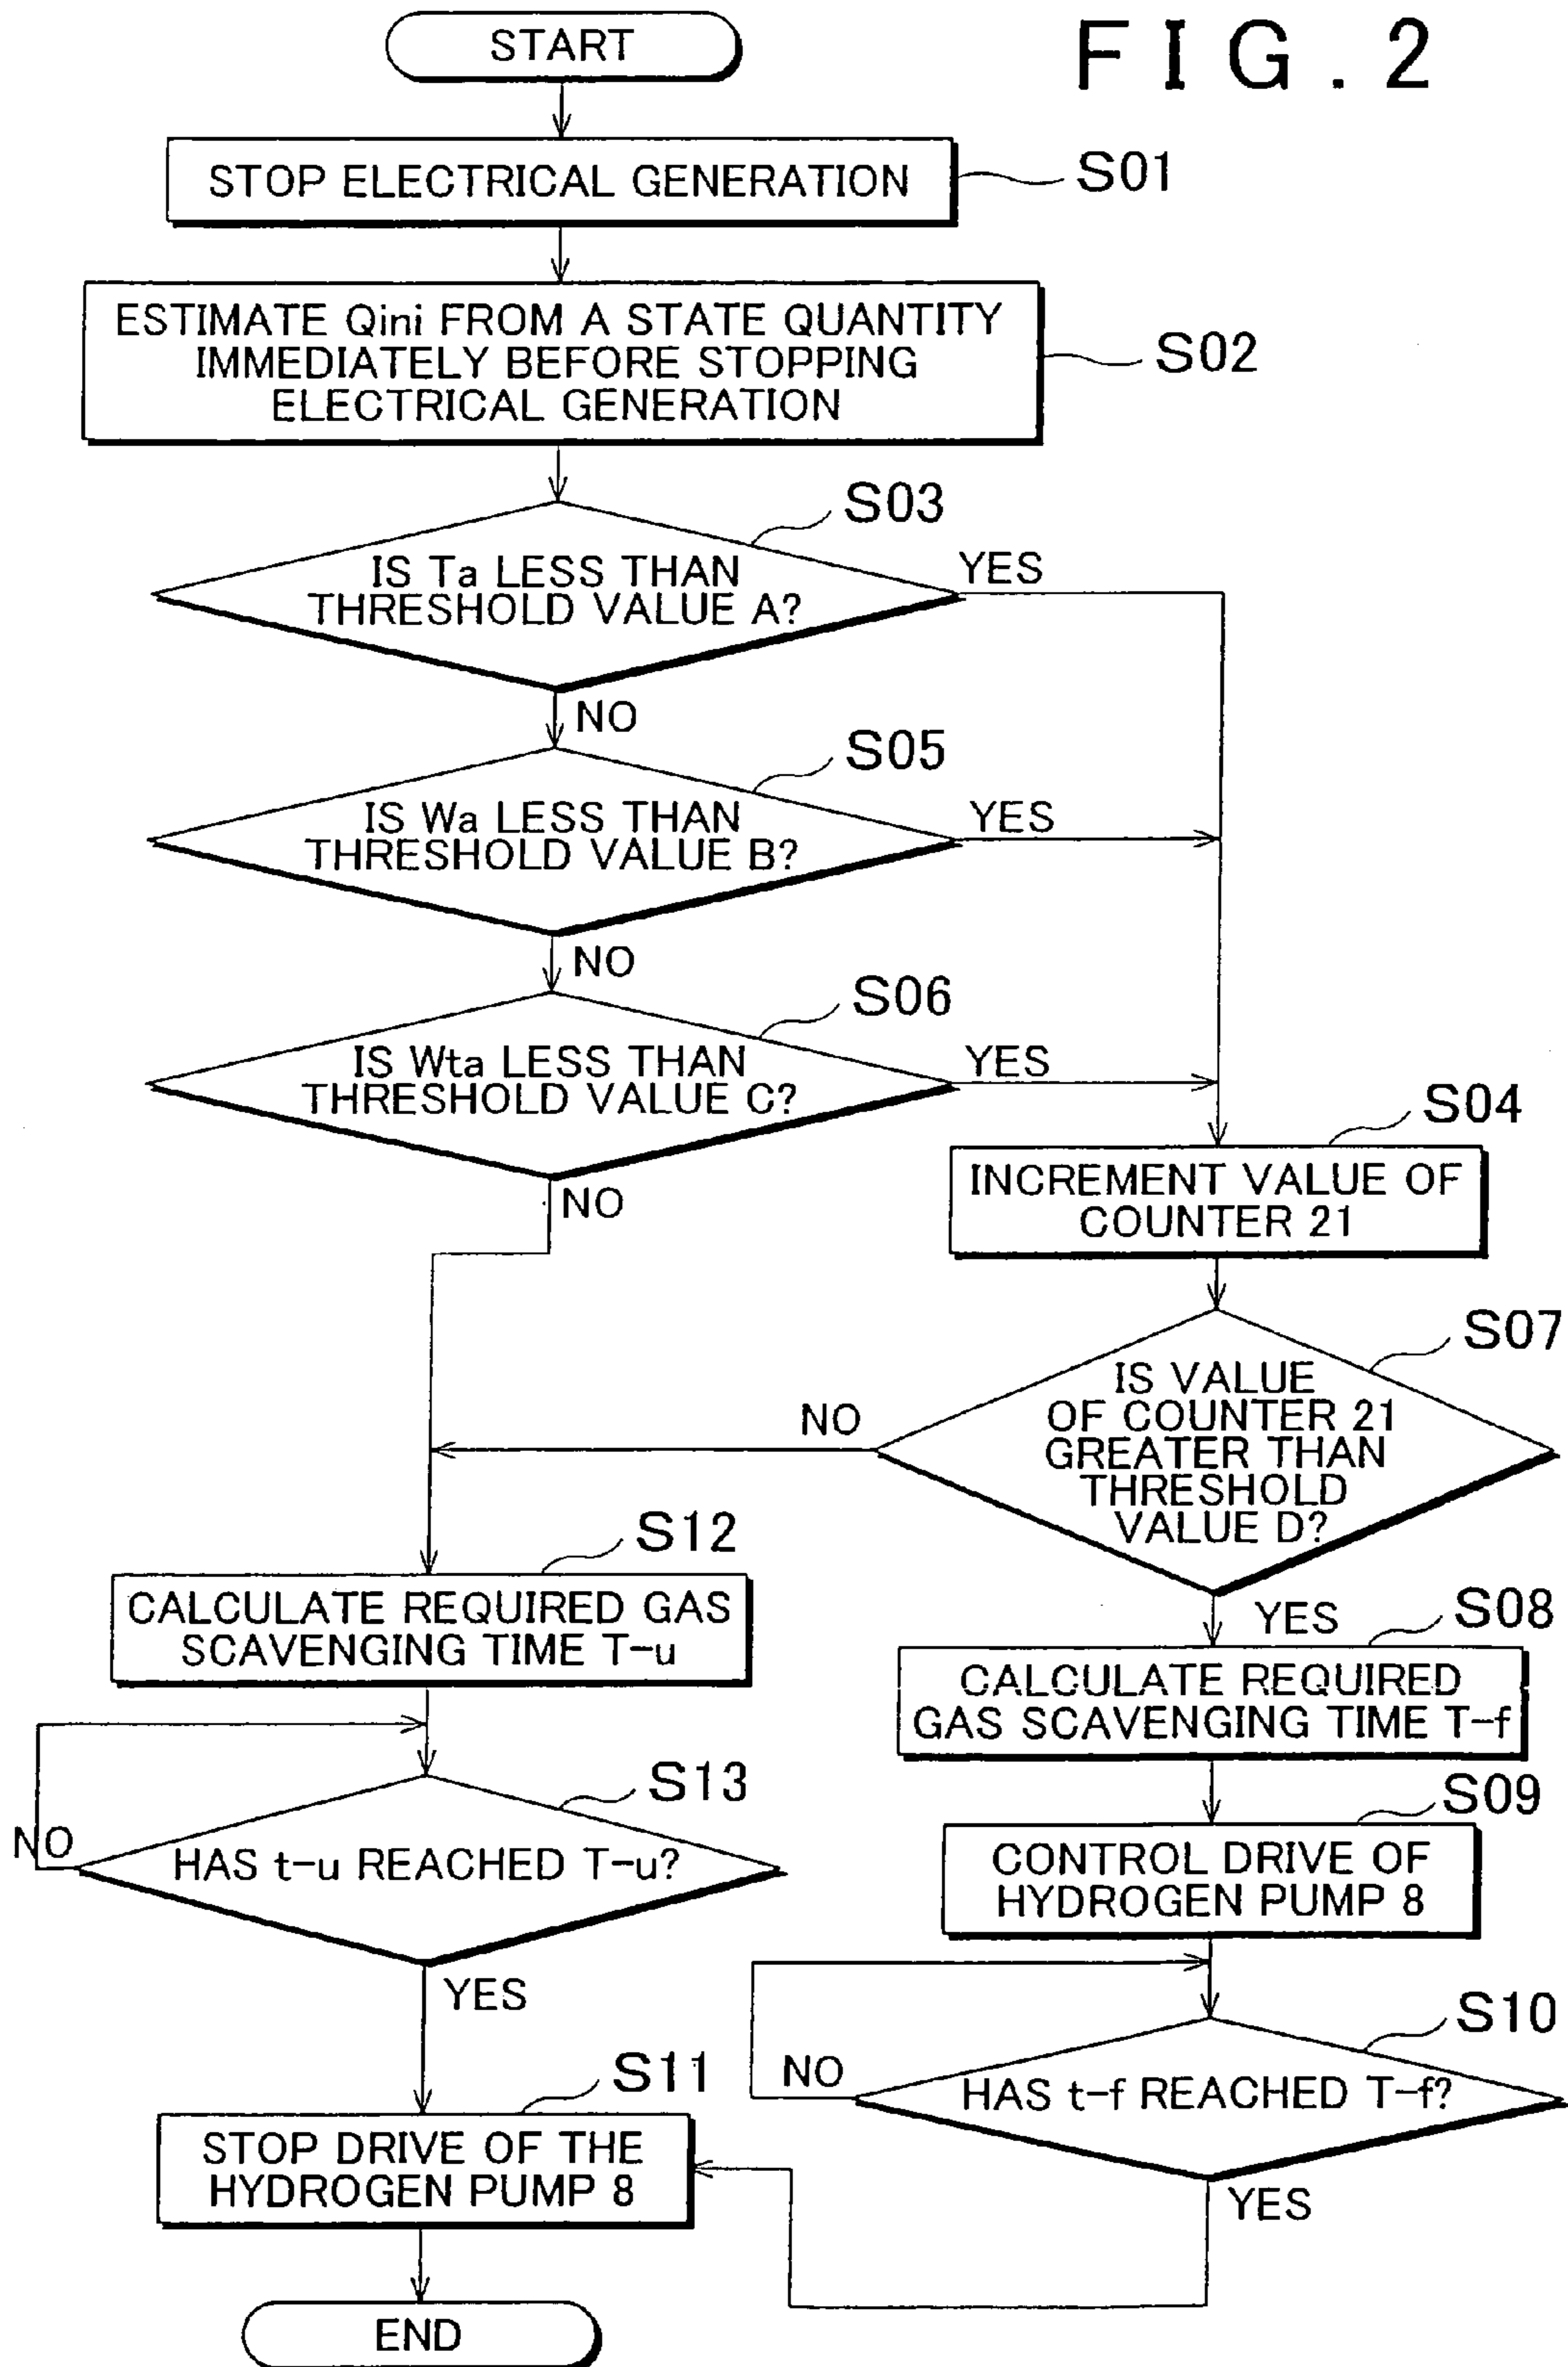 START
FIG.2
STOP ELECTRICAL GENERATION
S01
ESTIMATE Qini FROM A STATE QUANTITY
IMMEDIATELY BEFORE STOPPING
ELECTRICAL GENERATION
S02
S03
IS Ta LESS THAN
THRESHOLD VALUE A?
YES
NO
S05
IS Wa LESS THAN
THRESHOLD VALUE B?
YES
NO
S06
IS Wta LESS THAN
THRESHOLD VALUE C?
YES
NO
S04
INCREMENT VALUE OF
COUNTER 21
S07
IS VALUE
OF COUNTER 21
GREATER THAN
THRESHOLD
VALUE D?
NO
YES
S12
CALCULATE REQUIRED GAS
SCAVENGING TIME T-u
S08
CALCULATE REQUIRED
GAS SCAVENGING TIME T-f
S13
HAS t-u REACHED T-u?
NO
YES
S09
CONTROL DRIVE OF
HYDROGEN PUMP 8
S10
HAS t-f REACHED T-f?
NO
YES
S11
STOP DRIVE OF THE
HYDROGEN PUMP 8
END